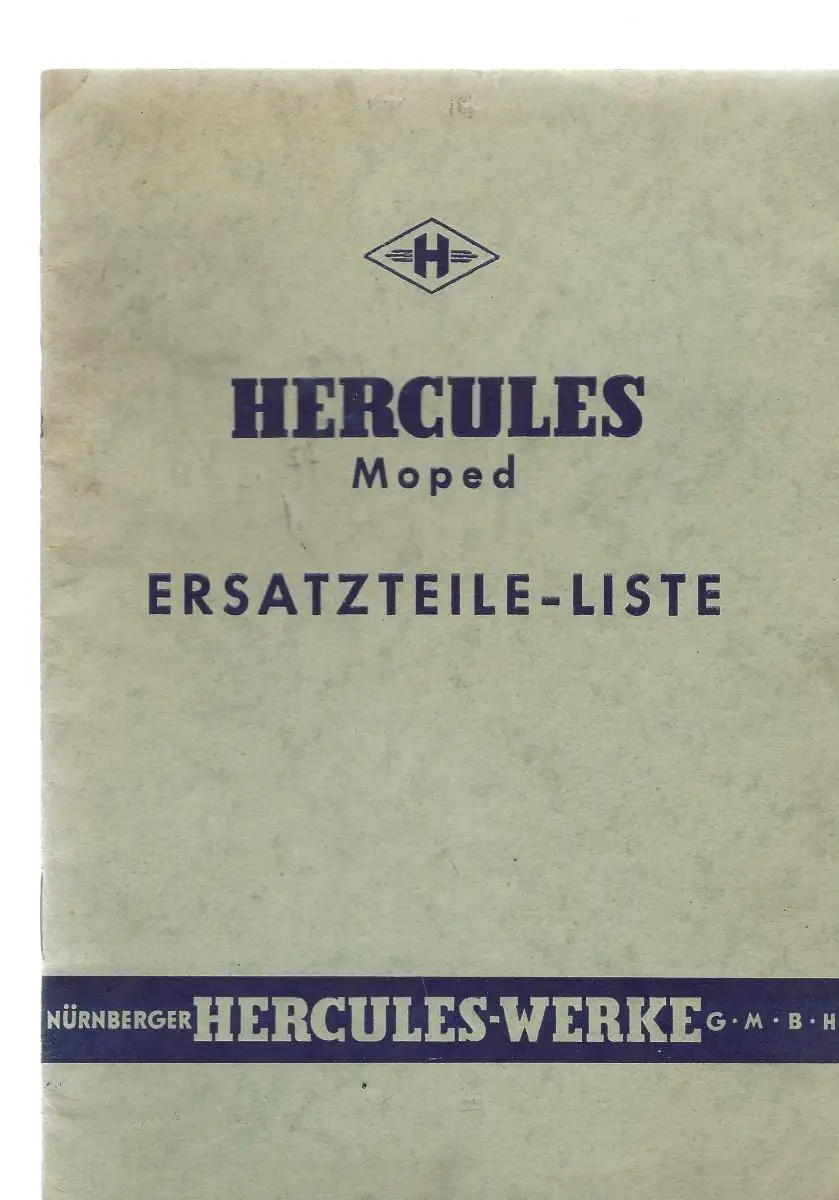 H
HERCULES
Moped
ERSATZTEILE-LISTE
NÜRNBERGER HERCULES-WERKE G·M·B·H